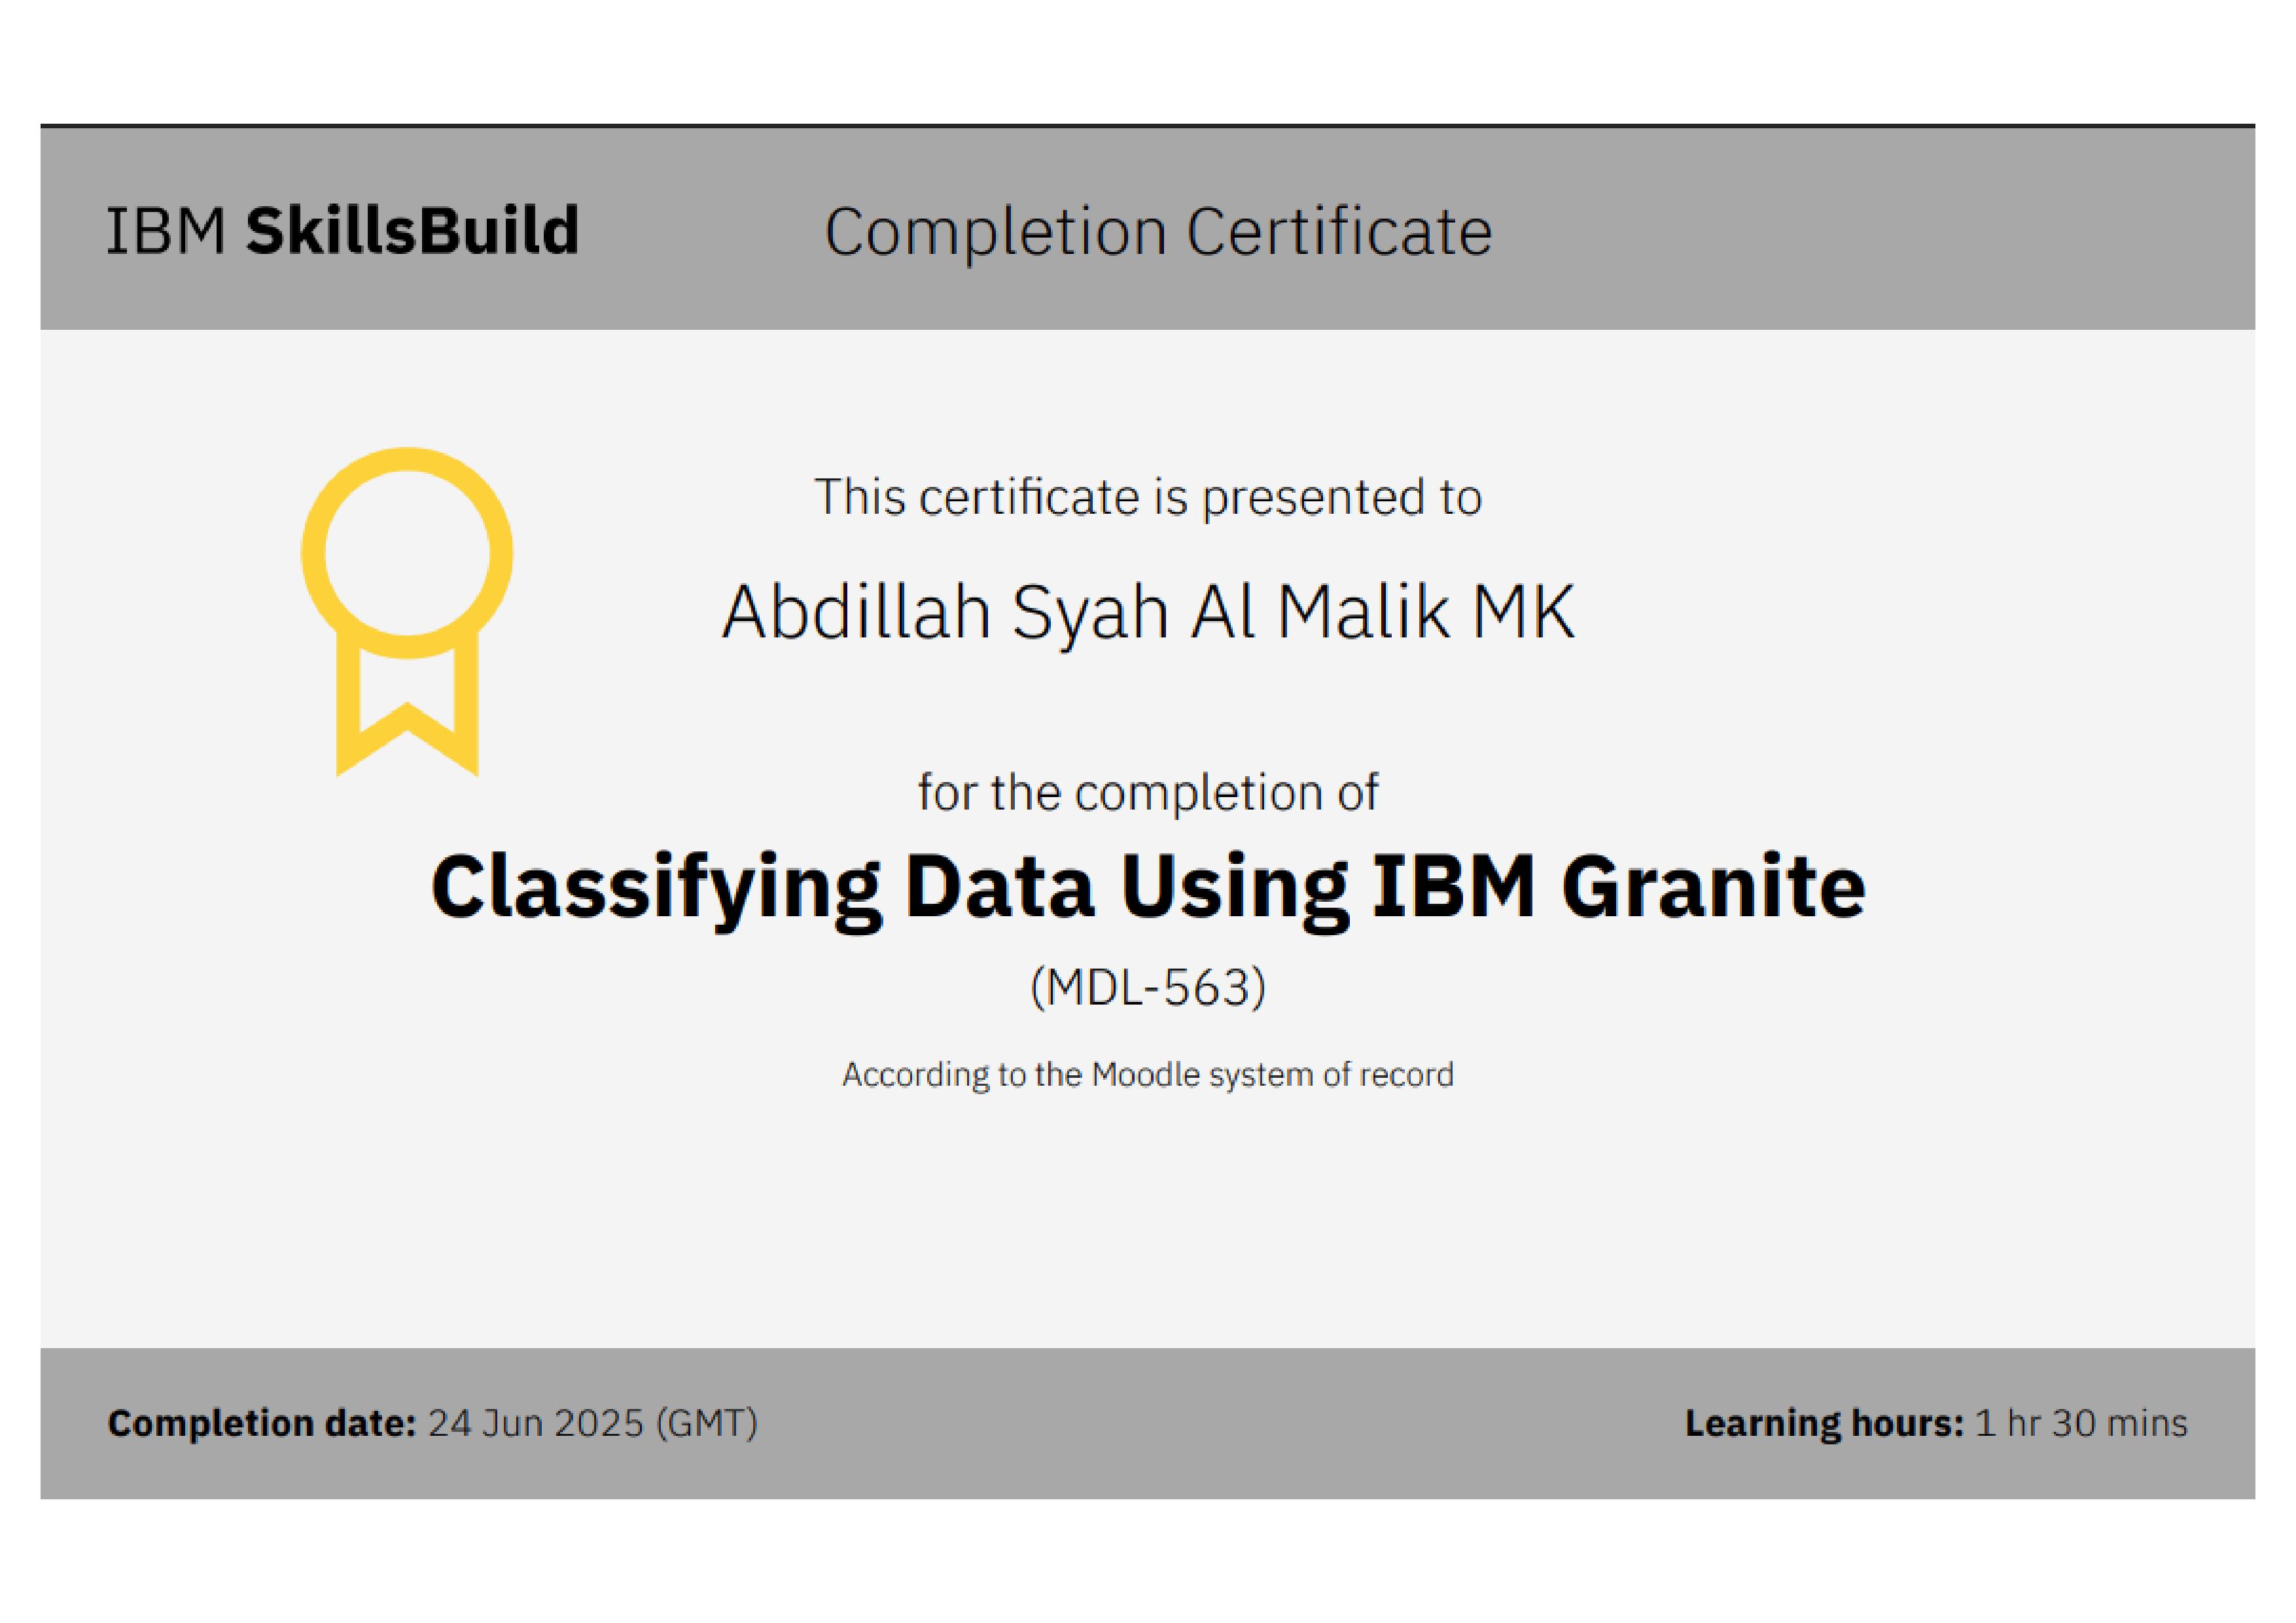 IBM SkillsBuild
Completion Certificate
This certificate is presented to
Abdillah Syah Al Malik MK
for the completion of
Classifying Data Using IBM Granite
(MDL-563)
According to the Moodle system of record
Completion date: 24 Jun 2025 (GMT)
Learning hours: 1 hr 30 mins